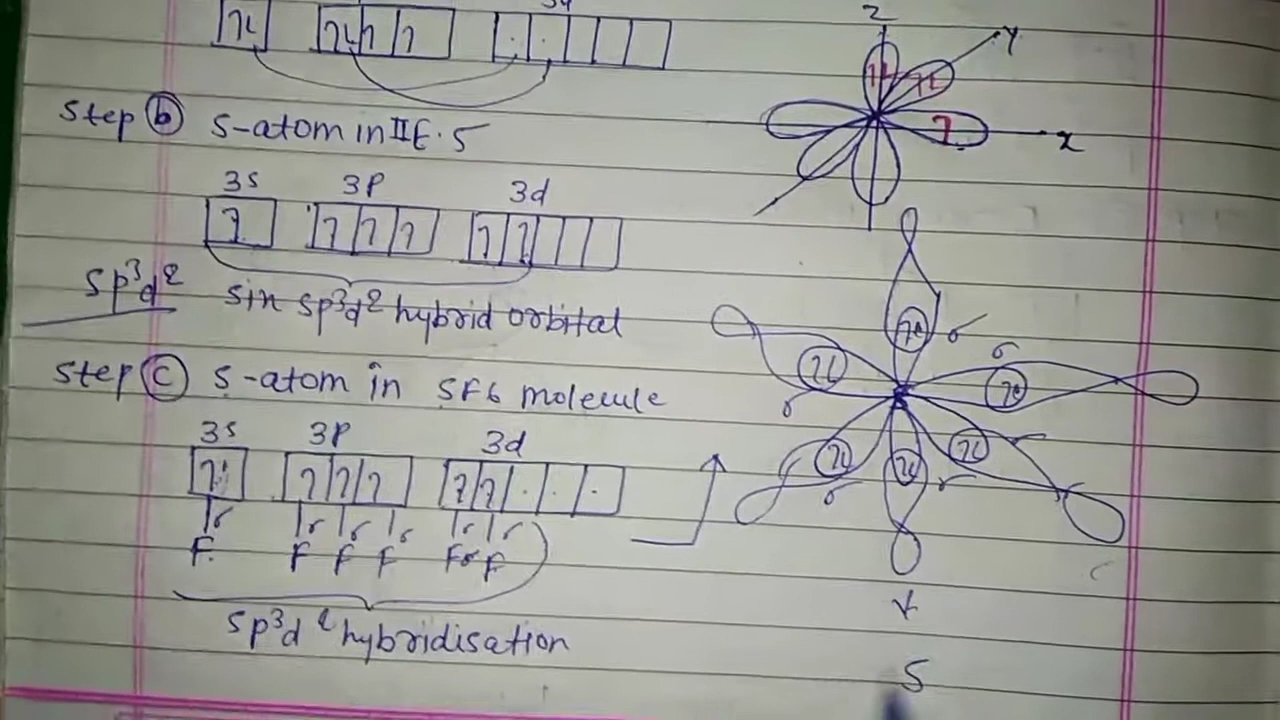 3d
Z
Y
x
Step (b) S-atom in II E.S
3s 3p 3d
sp³d²
Six sp³d² hybrid orbital
Step (c) S-atom in SF6 molecule
3s 3p 3d
σ σ σ σ σ σ
F F F F F F
σ σ σ σ σ
sp³d² hybridisation
S